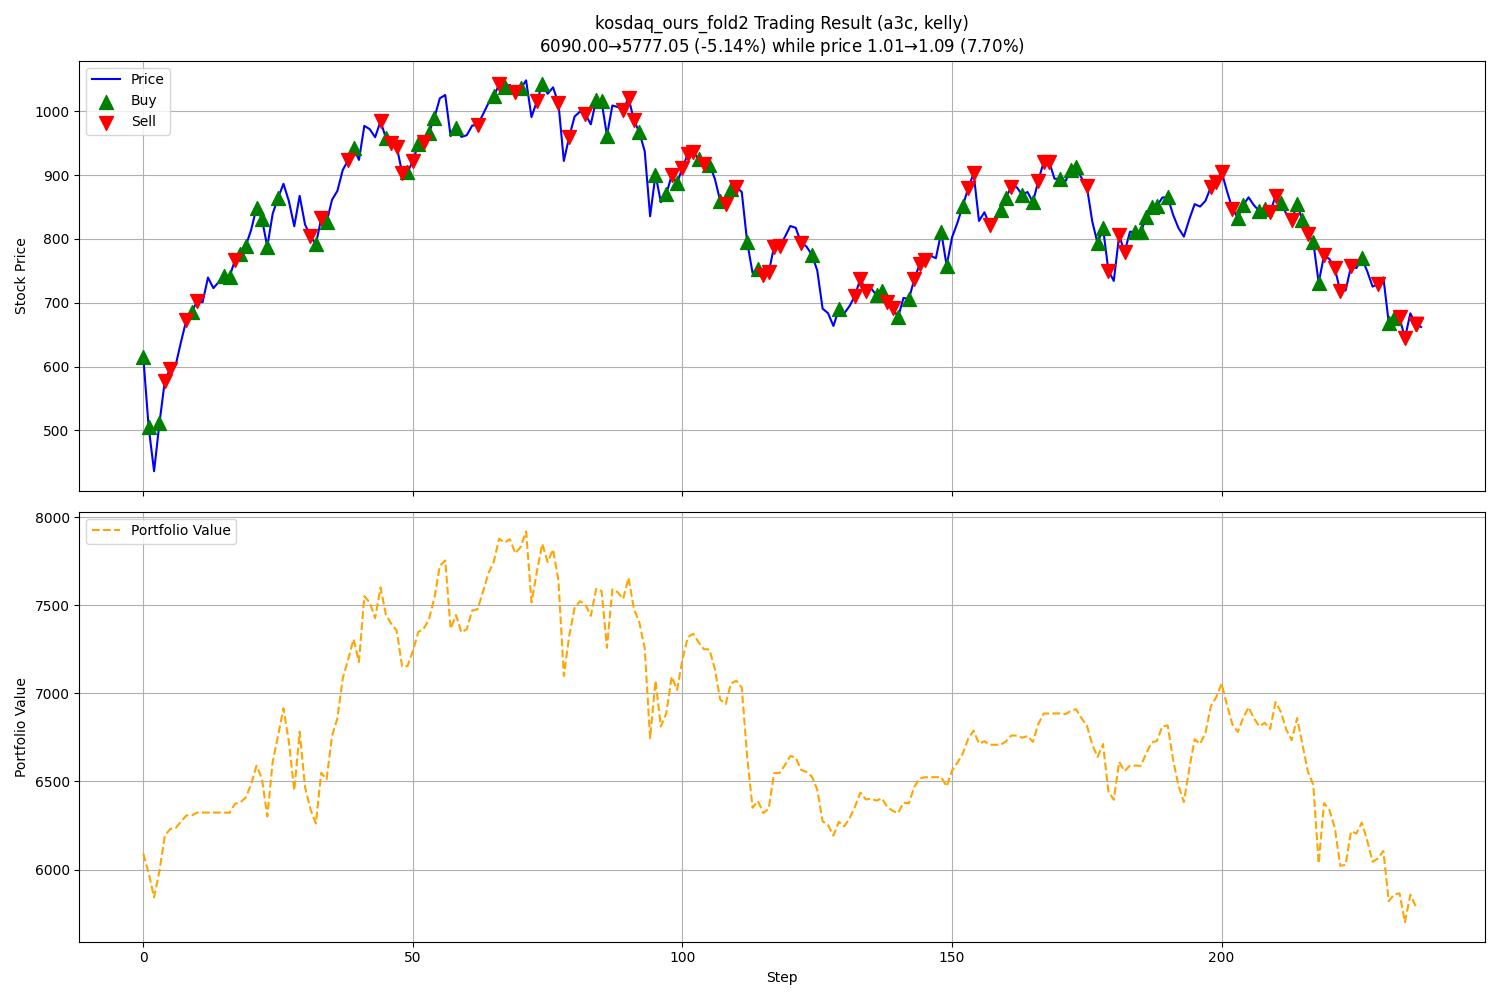 kosdaq_ours_fold2 Trading Result (a3c, kelly)
6090.00→5777.05 (-5.14%) while price 1.01→1.09 (7.70%)
Price
Buy
Sell
Stock Price
1000
900
800
700
600
500
Portfolio Value
Portfolio Value
8000
7500
7000
6500
6000
0
50
100
150
200
Step